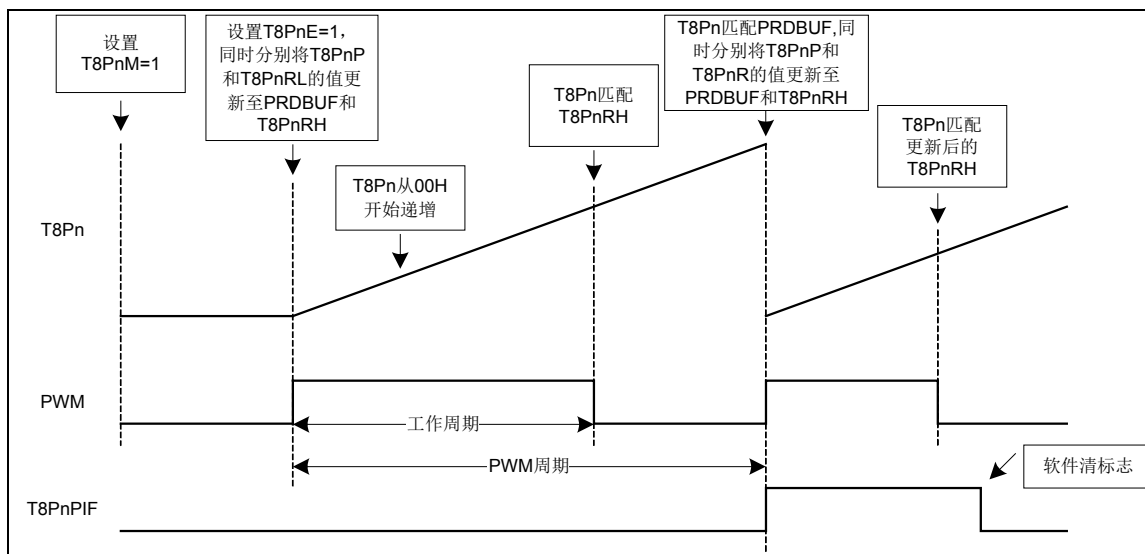 设置
T8PnM=1
设置T8PnE=1，
同时分别将T8PnP
和T8PnRL的值更
新至PRDBUF和
T8PnRH
T8Pn从00H
开始递增
T8Pn匹配
T8PnRH
T8Pn匹配PRDBUF,同
时分别将T8PnP和
T8PnR的值更新至
PRDBUF和T8PnRH
T8Pn匹配
更新后的
T8PnRH
T8Pn
PWM
工作周期
PWM周期
软件清标志
T8PnPIF